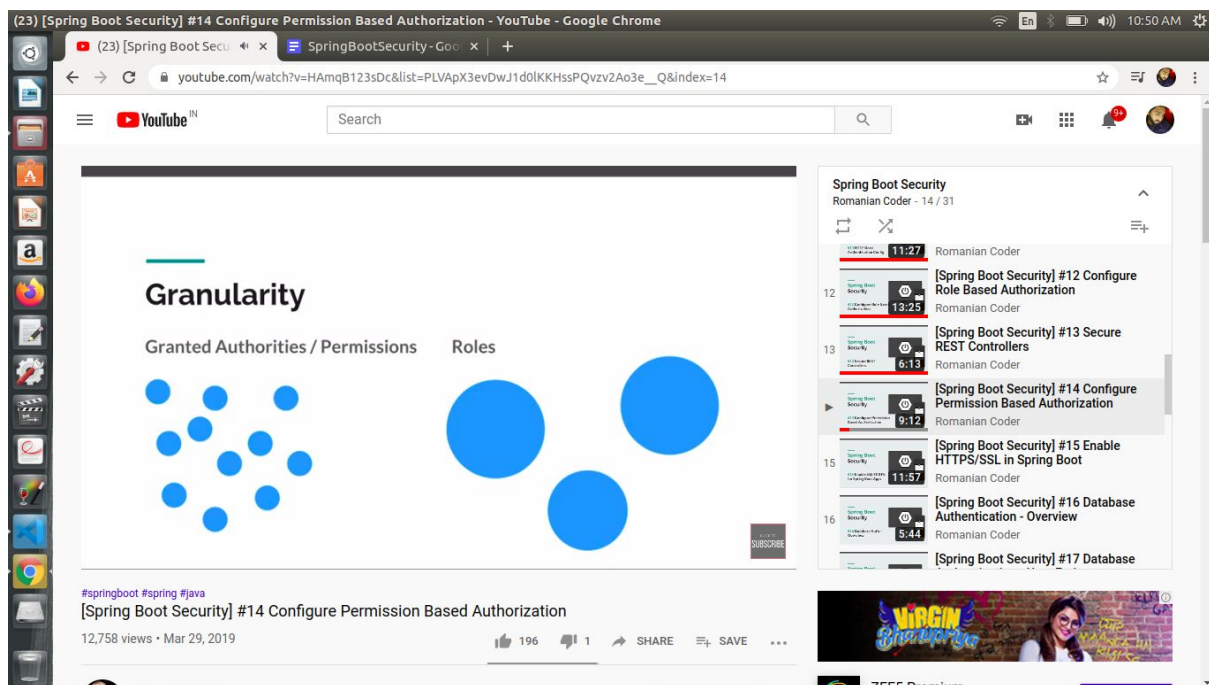 (23) [Spring Boot Security] #14 Configure Permission Based Authorization - YouTube - Google Chrome
En
10:50 AM
(23) [Spring Boot Secu
SpringBootSecurity - Goo
youtube.com/watch?v=HAmqB123sDc&list=PLVApX3evDwJ1d0lKKHssPQvzv2Ao3e__Q&index=14
YouTube IN
Search
9+
Granularity
Granted Authorities / Permissions
Roles
SUBSCRIBE
#springboot #spring #java
[Spring Boot Security] #14 Configure Permission Based Authorization
12,758 views • Mar 29, 2019
196
1
SHARE
SAVE
Spring Boot Security
Romanian Coder - 14 / 31
11:27
Romanian Coder
12
13:25
[Spring Boot Security] #12 Configure
Role Based Authorization
Romanian Coder
13
6:13
[Spring Boot Security] #13 Secure
REST Controllers
Romanian Coder
9:12
[Spring Boot Security] #14 Configure
Permission Based Authorization
Romanian Coder
15
11:57
[Spring Boot Security] #15 Enable
HTTPS/SSL in Spring Boot
Romanian Coder
16
5:44
[Spring Boot Security] #16 Database
Authentication - Overview
Romanian Coder
[Spring Boot Security] #17 Database
VIRGIN
Bhanupriya